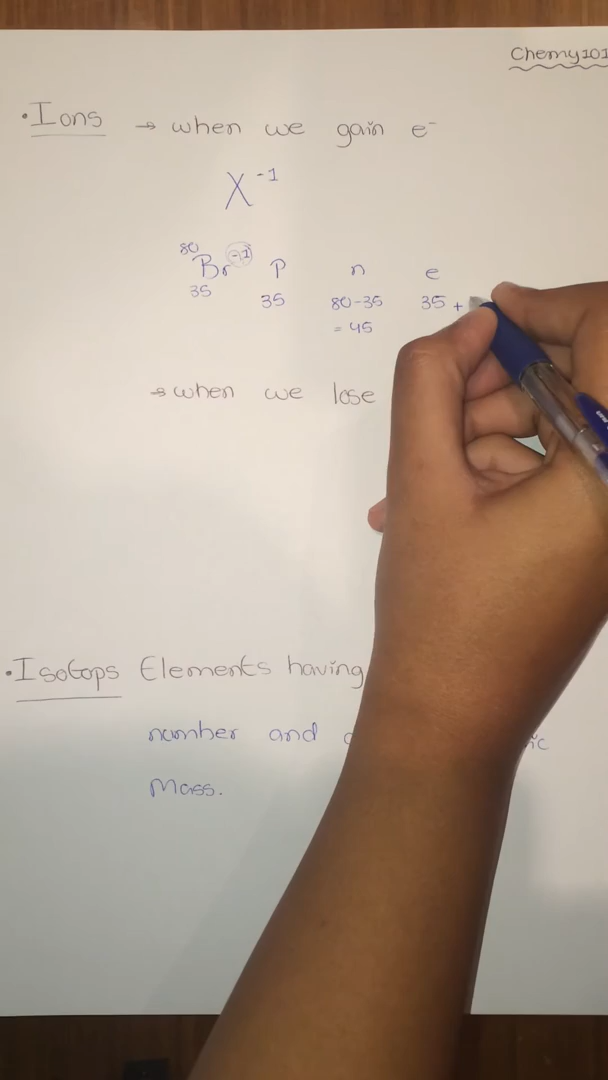 Chemy101
• Ions → when we gain e⁻
X⁻¹
80 Br⁻¹ P n e
35 35 80-35 35 +
= 45
→ when we lose
• Isotops Elements having
number and
Mass.